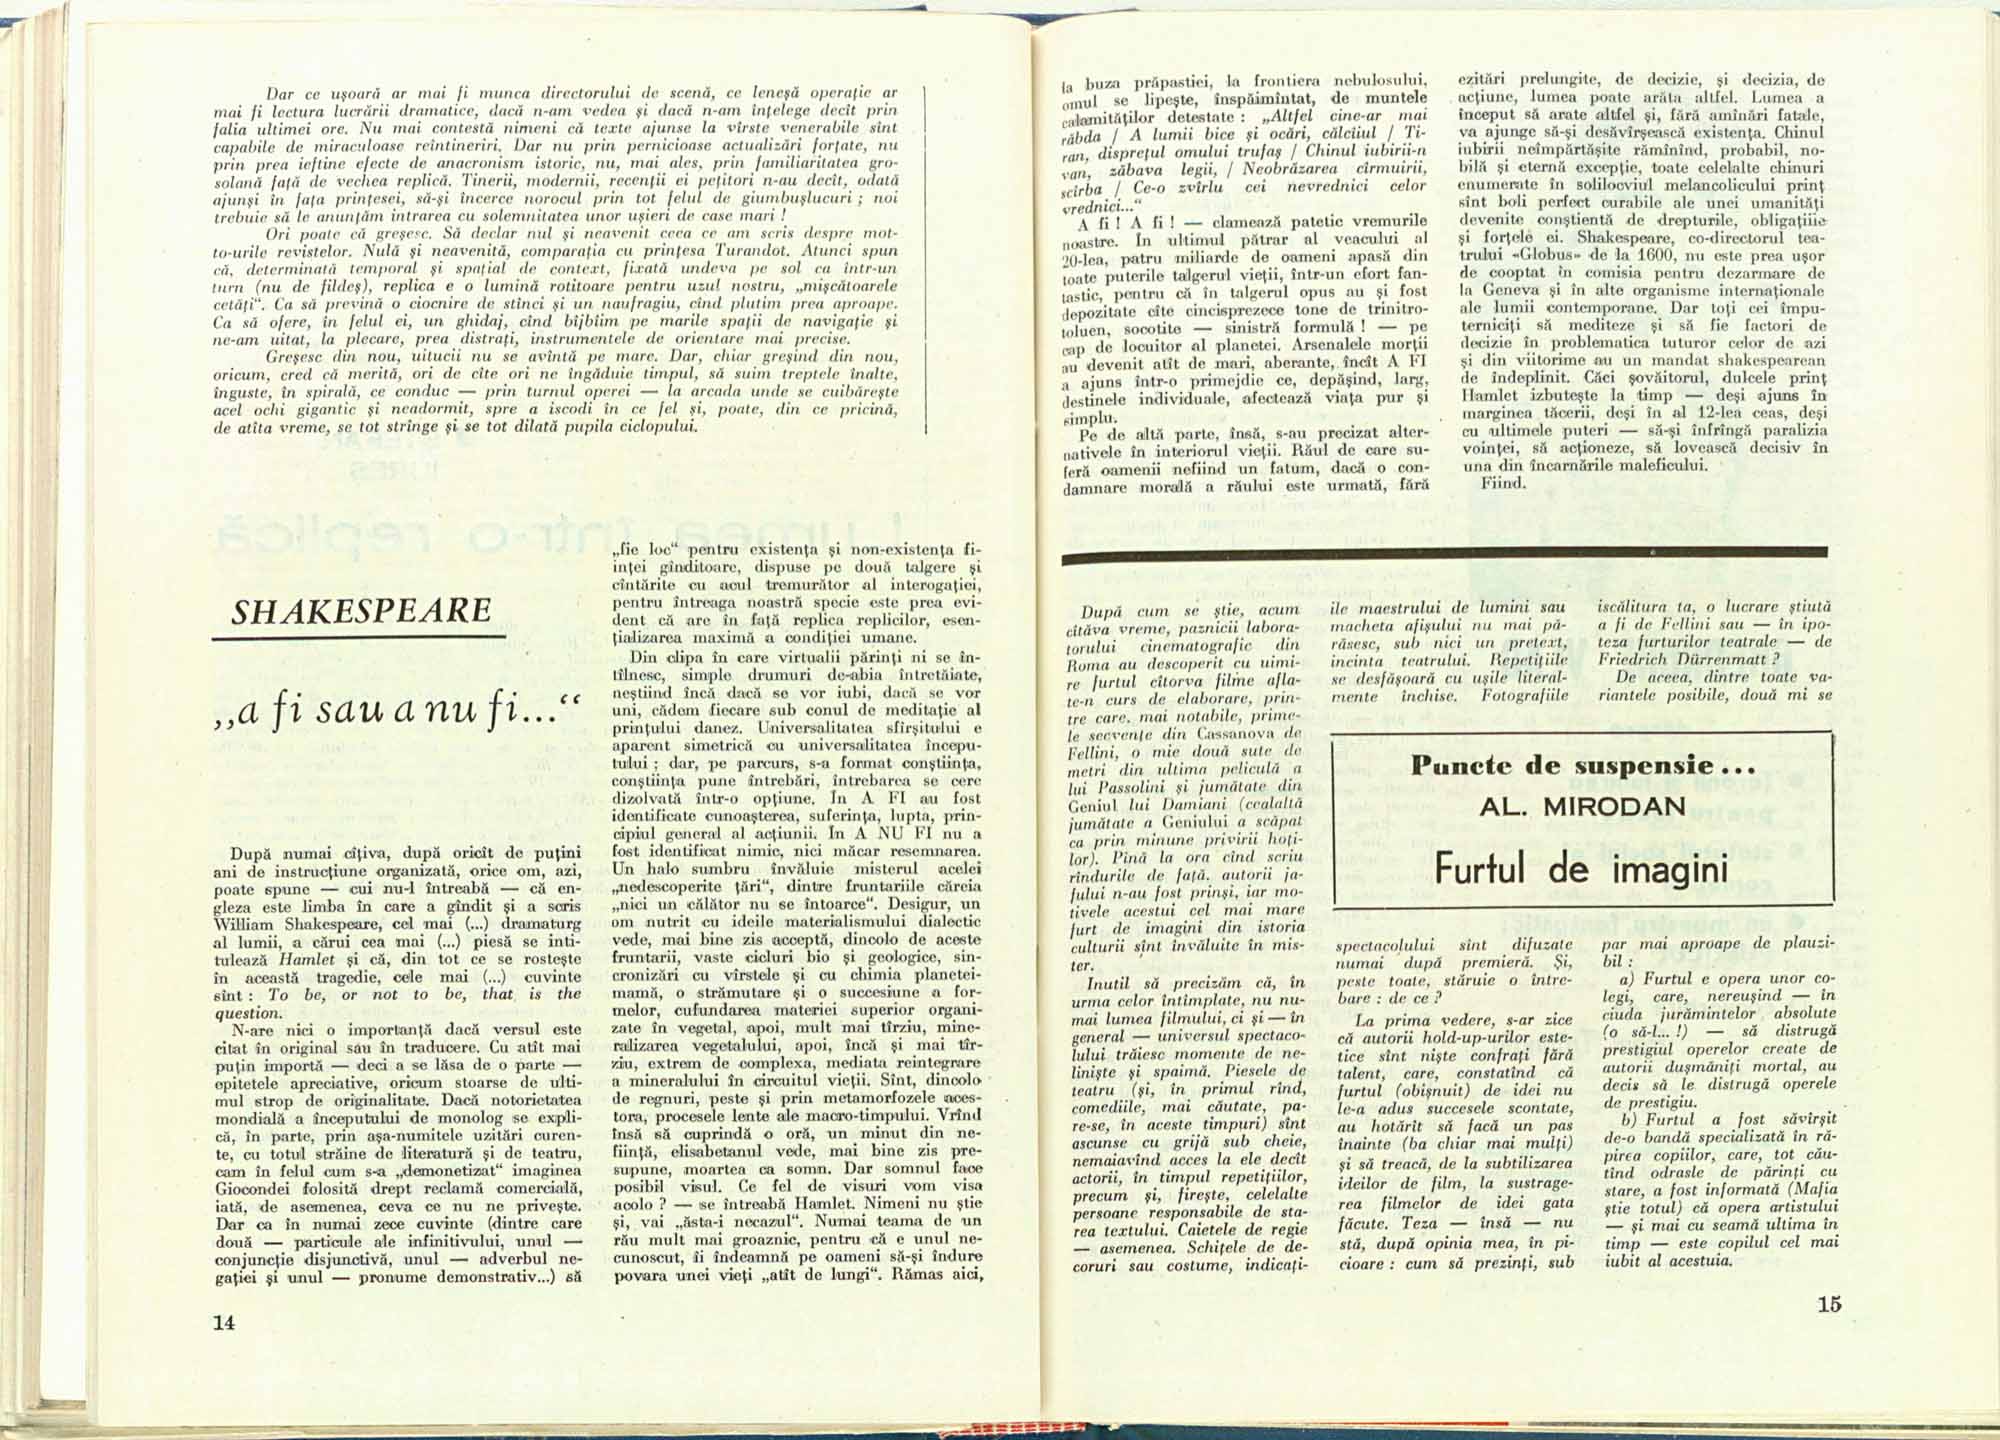 Dar ce ușoară ar mai fi munca directorului de scenă, ce leneșă operație ar
mai fi lectura lucrării dramatice, dacă n-am vedea și dacă n-am înțelege decît prin
falia ultimei ore. Nu mai contestă nimeni că texte ajunse la vîrste venerabile sînt
capabile de miraculoase reîntineriri. Dar nu prin pernicioase actualizări forțate, nu
prin prea ieftine efecte de anacronism istoric, nu, mai ales, prin familiaritatea gro-
solană față de vechea replică. Tinerii, modernii, recenții ei pețitori n-au decît, odată
ajunși în fața prințesei, să-și încerce norocul prin tot felul de giumbușlucuri ; noi
trebuie să le anunțăm intrarea cu solemnitatea unor ușieri de case mari !
Ori poate că greșesc. Să declar nul și neavenit ceea ce am scris despre mot-
to-urile revistelor. Nulă și neavenită, comparația cu prințesa Turandot. Atunci spun
că, determinată temporal și spațial de context, fixată undeva pe sol ca într-un
turn (nu de fildeș), replica e o lumină rotitoare pentru uzul nostru, „mișcătoarele
cetăți“. Ca să prevină o ciocnire de stînci și un naufragiu, cînd plutim prea aproape.
Ca să ofere, în felul ei, un ghidaj, cînd bîjbîim pe marile spații de navigație și
ne-am uitat, la plecare, prea distrați, instrumentele de orientare mai precise.
Greșesc din nou, uitucii nu se avîntă pe mare. Dar, chiar greșind din nou,
oricum, cred că merită, ori de cîte ori ne îngăduie timpul, să suim treptele înalte,
înguste, în spirală, ce conduc — prin turnul operei — la arcada unde se cuibărește
acel ochi gigantic și neadormit, spre a iscodi în ce fel și, poate, din ce pricină,
de atîta vreme, se tot strînge și se tot dilată pupila ciclopului.
SHAKESPEARE
„a fi sau a nu fi...“
După numai cîțiva, după oricît de puțini
ani de instrucțiune organizată, orice om, azi,
poate spune — cui nu-l întreabă — că en-
gleza este limba în care a gîndit și a scris
William Shakespeare, cel mai (...) dramaturg
al lumii, a cărui cea mai (...) piesă se inti-
tulează Hamlet și că, din tot ce se rostește
în această tragedie, cele mai (...) cuvinte
sînt : To be, or not to be, that is the
question.
N-are nici o importanță dacă versul este
citat în original sau în traducere. Cu atît mai
puțin importă — deci a se lăsa de o parte —
epitetele apreciative, oricum stoarse de ulti-
mul strop de originalitate. Dacă notorietatea
mondială a începutului de monolog se expli-
că, în parte, prin așa-numitele uzitări curen-
te, cu totul străine de literatură și de teatru,
cam în felul cum s-a „demonetizat“ imaginea
Giocondei folosită drept reclamă comercială,
iată, de asemenea, ceva ce nu ne privește.
Dar ca în numai zece cuvinte (dintre care
două — particule ale infinitivului, unul —
conjuncție disjunctivă, unul — adverbul ne-
gației și unul — pronume demonstrativ...) să
„fie loc“ pentru existența și non-existența fi-
inței gînditoare, dispuse pe două talgere și
cîntărite cu acul tremurător al interogației,
pentru întreaga noastră specie este prea evi-
dent că are în față replica replicilor, esen-
țializarea maximă a condiției umane.
Din clipa în care virtualii părinți ni se în-
tîlnesc, simple drumuri de-abia întretăiate,
neștiind încă dacă se vor iubi, dacă se vor
uni, cădem fiecare sub conul de meditație al
prințului danez. Universalitatea sfîrșitului e
aparent simetrică cu universalitatea începu-
tului ; dar, pe parcurs, s-a format conștiința,
conștiința pune întrebări, întrebarea se cere
dizolvată într-o opțiune. În A FI au fost
identificate cunoașterea, suferința, lupta, prin-
cipiul general al acțiunii. În A NU FI nu a
fost identificat nimic, nici măcar resemnarea.
Un halo sumbru învăluie misterul acelei
„nedescoperite țări“, dintre fruntariile căreia
„nici un călător nu se întoarce“. Desigur, un
om nutrit cu ideile materialismului dialectic
vede, mai bine zis acceptă, dincolo de aceste
fruntarii, vaste cicluri bio și geologice, sin-
cronizări cu vîrstele și cu chimia planetei-
mamă, o strămutare și o succesiune a for-
melor, cufundarea materiei superior organi-
zate în vegetal, apoi, mult mai tîrziu, mine-
ralizarea vegetalului, apoi, încă și mai tîr-
ziu, extrem de complexa, mediata reintegrare
a mineralului în circuitul vieții. Sînt, dincolo
de regnuri, peste și prin metamorfozele aces-
tora, procesele lente ale macro-timpului. Vrînd
însă să cuprindă o oră, un minut din ne-
ființă, elisabetanul vede, mai bine zis pre-
supune, moartea ca somn. Dar somnul face
posibil visul. Ce fel de visuri vom visa
acolo ? — se întreabă Hamlet. Nimeni nu știe
și, vai „ăsta-i necazul“. Numai teama de un
rău mult mai groaznic, pentru că e unul ne-
cunoscut, îi îndeamnă pe oameni să-și îndure
povara unei vieți „atît de lungi“. Rămas aici,
14
la buza prăpastiei, la frontiera nebulosului,
omul se lipește, înspăimîntat, de muntele
calamităților detestate : „Altfel cine-ar mai
răbda / A lumii bice și ocări, călcîiul / Ti-
ran, disprețul omului trufaș / Chinul iubirii-n
van, zăbava legii, / Neobrăzarea cîrmuirii,
scîrba / Ce-o zvîrlu cei nevrednici celor
vrednici...“
A fi ! A fi ! — clamează patetic vremurile
noastre. În ultimul pătrar al veacului al
20-lea, patru miliarde de oameni apasă din
toate puterile talgerul vieții, într-un efort fan-
tastic, pentru că în talgerul opus au și fost
depozitate cîte cincisprezece tone de trinitro-
toluen, socotite — sinistră formulă ! — pe
cap de locuitor al planetei. Arsenalele morții
au devenit atît de mari, aberante, încît A FI
a ajuns într-o primejdie ce, depășind, larg,
destinele individuale, afectează viața pur și
simplu.
Pe de altă parte, însă, s-au precizat alter-
nativele în interiorul vieții. Răul de care su-
feră oamenii nefiind un fatum, dacă o con-
damnare morală a răului este urmată, fără
ezitări prelungite, de decizie, și decizia, de
acțiune, lumea poate arăta altfel. Lumea a
început să arate altfel și, fără amînări fatale,
va ajunge să-și desăvîrșească existența. Chinul
iubirii neîmpărtășite rămînînd, probabil, no-
bilă și eternă excepție, toate celelalte chinuri
enumerate în solilocviul melancolicului prinț
sînt boli perfect curabile ale unei umanități
devenite conștientă de drepturile, obligațiile
și forțele ei. Shakespeare, co-directorul tea-
trului «Globus» de la 1600, nu este prea ușor
de cooptat în comisia pentru dezarmare de
la Geneva și în alte organisme internaționale
ale lumii contemporane. Dar toți cei împu-
terniciți să mediteze și să fie factori de
decizie în problematica tuturor celor de azi
și din viitorime au un mandat shakespearean
de îndeplinit. Căci șovăitorul, dulcele prinț
Hamlet izbutește la timp — deși ajuns în
marginea tăcerii, deși în al 12-lea ceas, deși
cu ultimele puteri — să-și înfrîngă paralizia
voinței, să acționeze, să lovească decisiv în
una din încarnările maleficului.
Fiind.
După cum se știe, acum
cîtăva vreme, paznicii labora-
torului cinematografic din
Roma au descoperit cu uimi-
re furtul cîtorva filme afla-
te-n curs de elaborare, prin-
tre care, mai notabile, prime-
le secvențe din Cassanova de
Fellini, o mie două sute de
metri din ultima peliculă a
lui Passolini și jumătate din
Geniul lui Damiani (cealaltă
jumătate a Geniului a scăpat
ca prin minune privirii hoți-
lor). Pînă la ora cînd scriu
rîndurile de față, autorii ja-
fului n-au fost prinși, iar mo-
tivele acestui cel mai mare
furt de imagini din istoria
culturii sînt învăluite în mis-
ter.
Inutil să precizăm că, în
urma celor întîmplate, nu nu-
mai lumea filmului, ci și — în
general — universul spectaco-
lului trăiesc momente de ne-
liniște și spaimă. Piesele de
teatru (și, în primul rînd,
comediile, mai căutate, pa-
re-se, în aceste timpuri) sînt
ascunse cu grijă sub cheie,
nemaiavînd acces la ele decît
actorii, în timpul repetițiilor,
precum și, firește, celelalte
persoane responsabile de sta-
rea textului. Caietele de regie
— asemenea. Schițele de de-
coruri sau costume, indicați-
ile maestrului de lumini sau
macheta afișului nu mai pă-
răsesc, sub nici un pretext,
incinta teatrului. Repetițiile
se desfășoară cu ușile literal-
mente închise. Fotografiile
iscălitura ta, o lucrare știută
a fi de Fellini sau — în ipo-
teza furturilor teatrale — de
Friedrich Dürrenmatt ?
De aceea, dintre toate va-
riantele posibile, două mi se
Puncte de suspensie...
AL. MIRODAN
Furtul de imagini
spectacolului sînt difuzate
numai după premieră. Și,
peste toate, stăruie o între-
bare : de ce ?
La prima vedere, s-ar zice
că autorii hold-up-urilor este-
tice sînt niște confrați fără
talent, care, constatînd că
furtul (obișnuit) de idei nu
le-a adus succesele scontate,
au hotărît să facă un pas
înainte (ba chiar mai mulți)
și să treacă, de la subtilizarea
ideilor de film, la sustrage-
rea filmelor de idei gata
făcute. Teza — însă — nu
stă, după opinia mea, în pi-
cioare : cum să prezinți, sub
par mai aproape de plauzi-
bil :
a) Furtul e opera unor co-
legi, care, nereușind — în
ciuda jurămintelor absolute
(o să-l... !) — să distrugă
prestigiul operelor create de
autorii dușmăniți mortal, au
decis să le distrugă operele
de prestigiu.
b) Furtul a fost săvîrșit
de-o bandă specializată în ră-
pirea copiilor, care, tot cău-
tînd odrasle de părinți cu
stare, a fost informată (Mafia
știe totul) că opera artistului
— și mai cu seamă ultima în
timp — este copilul cel mai
iubit al acestuia.
15